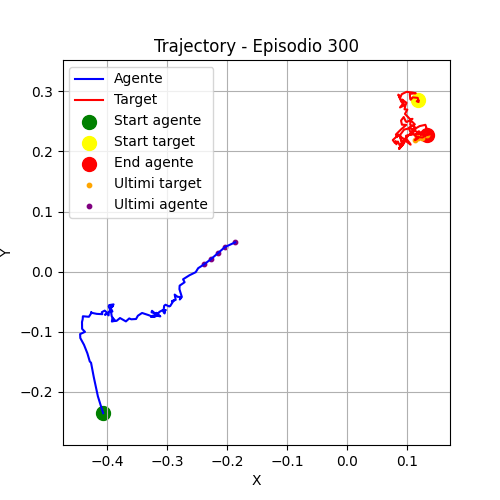 Trajectory - Episodio 300
Agente
Target
Start agente
Start target
End agente
Ultimi target
Ultimi agente
Y
0.3
0.2
0.1
0.0
−0.1
−0.2
−0.4
−0.3
−0.2
−0.1
0.0
0.1
X